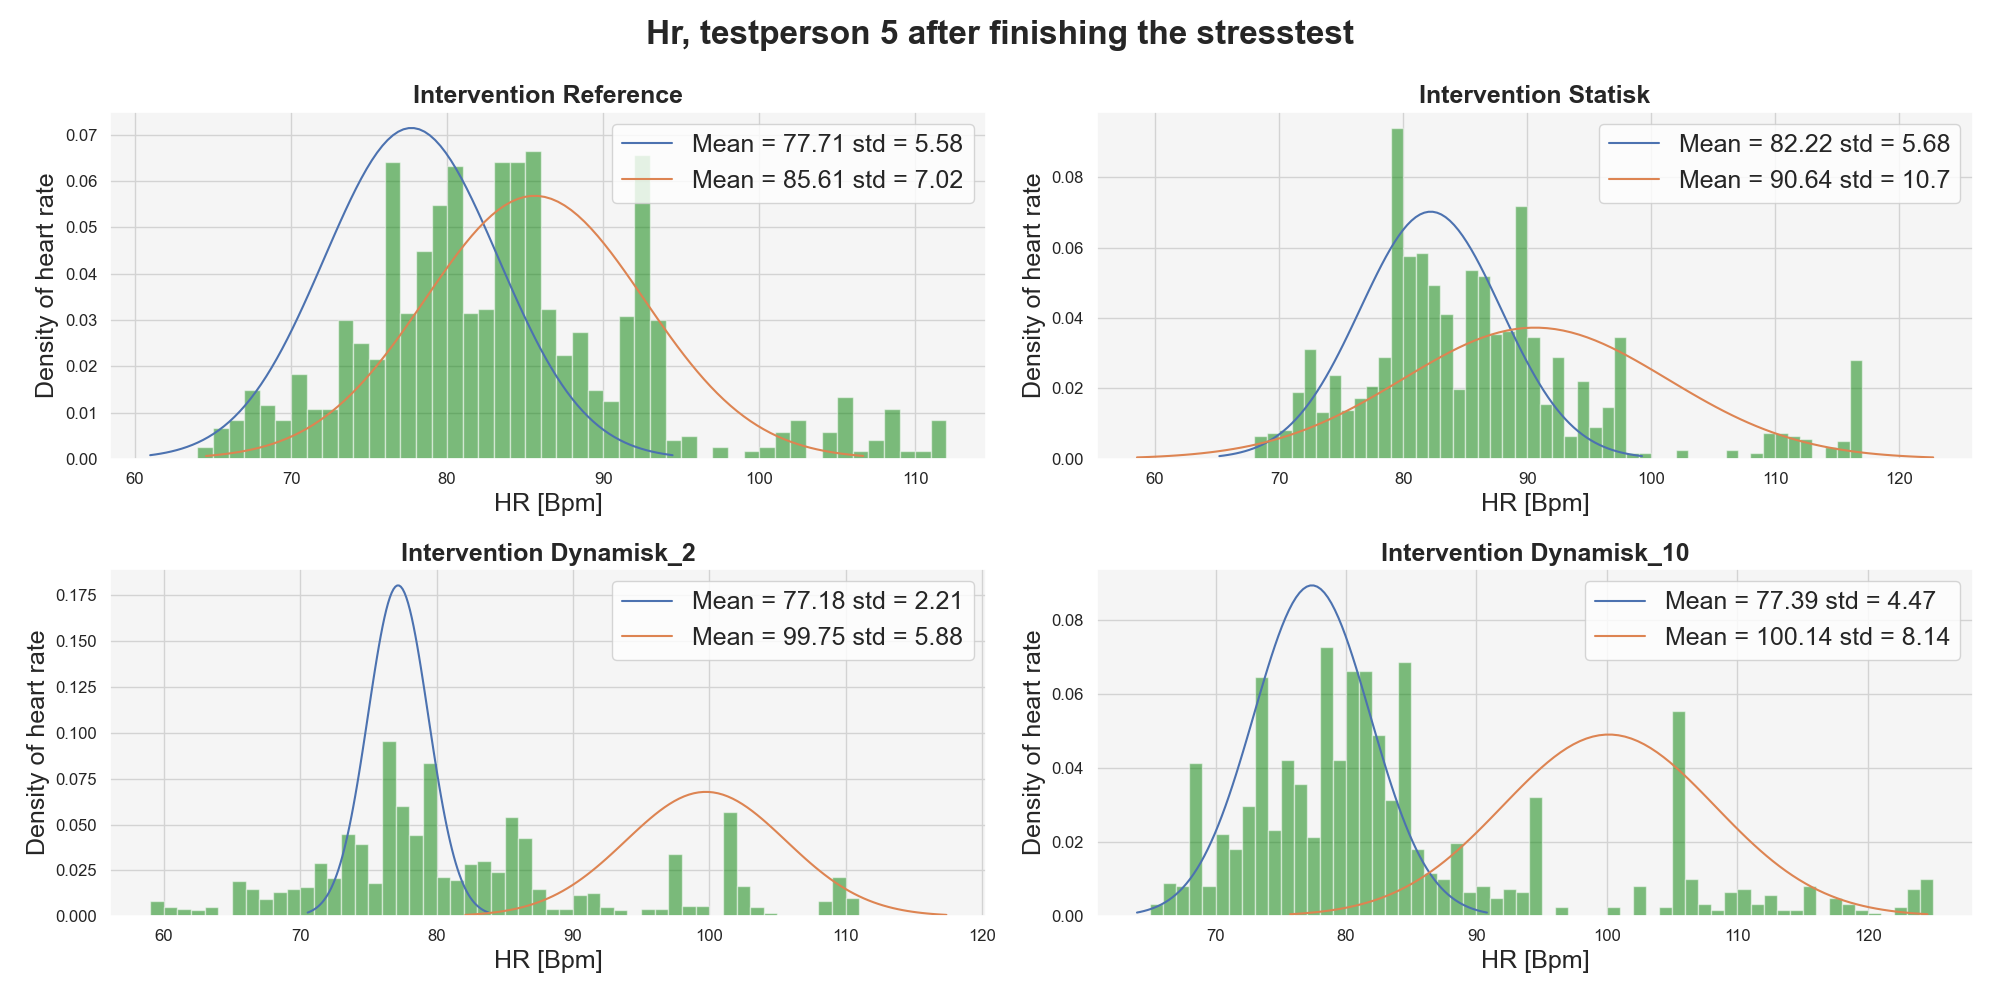 Hr, testperson 5 after finishing the stresstest
Intervention Reference
Density of heart rate
0.07
0.06
0.05
0.04
0.03
0.02
0.01
0.00
Mean = 77.71 std = 5.58
Mean = 85.61 std = 7.02
60 70 80 90 100 110
HR [Bpm]
Intervention Statisk
Density of heart rate
0.08
0.06
0.04
0.02
0.00
Mean = 82.22 std = 5.68
Mean = 90.64 std = 10.7
60 70 80 90 100 110 120
HR [Bpm]
Intervention Dynamisk_2
Density of heart rate
0.175
0.150
0.125
0.100
0.075
0.050
0.025
0.000
Mean = 77.18 std = 2.21
Mean = 99.75 std = 5.88
60 70 80 90 100 110 120
HR [Bpm]
Intervention Dynamisk_10
Density of heart rate
0.08
0.06
0.04
0.02
0.00
Mean = 77.39 std = 4.47
Mean = 100.14 std = 8.14
70 80 90 100 110 120
HR [Bpm]